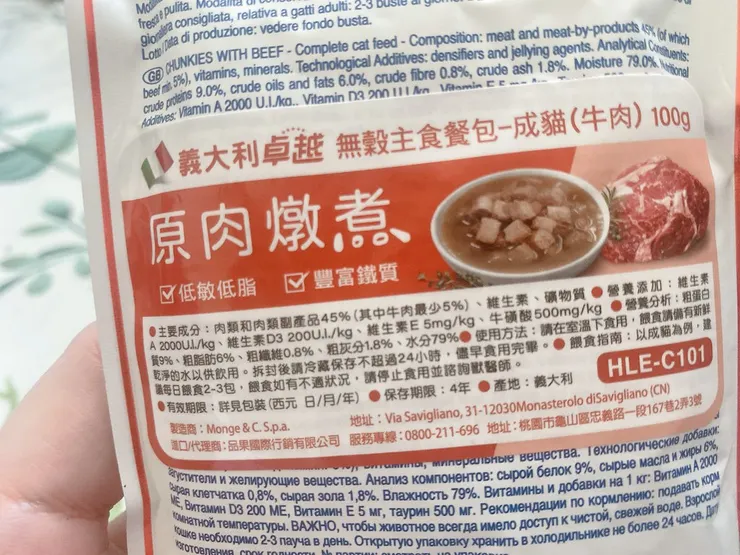 fresca e pulita. Modalità di con
giornaliera consigliata, relativa a gatti adulti: 2-3 buste al giorn
Lotto / Data di produzione: vedere fondo busta.
GB CHUNKIES WITH BEEF - Complete cat feed - Composition: meat and meat-by-products 45% (of which
beef min. 5%), vitamins, minerals. Technological Additives: densifiers and jellying agents. Analytical Constituents:
crude proteins 9.0%, crude oils and fats 6.0%, crude fibre 0.8%, crude ash 1.8%. Moisture 79.0%.
Additives: Vitamin A 2000 U.I./kg., Vitamin D3 200 U.I./kg., Vitamin E 5
義大利卓越 無穀主食餐包-成貓(牛肉) 100g
原肉燉煮
低敏低脂 豐富鐵質
●主要成分：肉類和肉類副產品45%(其中牛肉最少5%)、維生素、礦物質 ●營養添加：維生素
A 2000U.I./kg、維生素D3 200U.I./kg、維生素E 5mg/kg、牛磺酸500mg/kg ●營養分析：粗蛋白
質9%、粗脂肪6%、粗纖維0.8%、粗灰分1.8%、水分79% ●使用方法：請在室溫下食用，餵食請備有新鮮
乾淨的水以供飲用。拆封後請冷藏保存不超過24小時，儘早食用完畢。●餵食指南：以成貓為例，建
議每日餵食2-3包，餵食如有不適狀況，請停止食用並諮詢獸醫師。
HLE-C101
●有效期限：詳見包裝(西元 日/月/年) ●保存期限：4年 ●產地：義大利
製造商：Monge & C. S.p.a. 地址：Via Savigliano, 31-12030Monasterolo diSavigliano (CN)
進口/代理商：品果國際行銷有限公司 服務專線：0800-211-696 地址：桃園市龜山區忠義路一段167巷2弄3號
витамины, минеральные вещества. Технологические добавки:
загустители и желирующие вещества. Анализ компонентов: сырой белок 9%, сырые масла и жиры 6%,
сырая клетчатка 0,8%, сырая зола 1,8%. Влажность 79%. Витамины и добавки на 1 кг: Витамин А 2000
МЕ, Витамин D3 200 МЕ, Витамин Е 5 мг, таурин 500 мг. Рекомендации по кормлению: подавать корм
комнатной температуры. ВАЖНО, чтобы животное всегда имело доступ к чистой, свежей воде. Взрослой
кошке необходимо 2-3 пауча в день. Открытую упаковку хранить в холодильнике не более 24 часов.